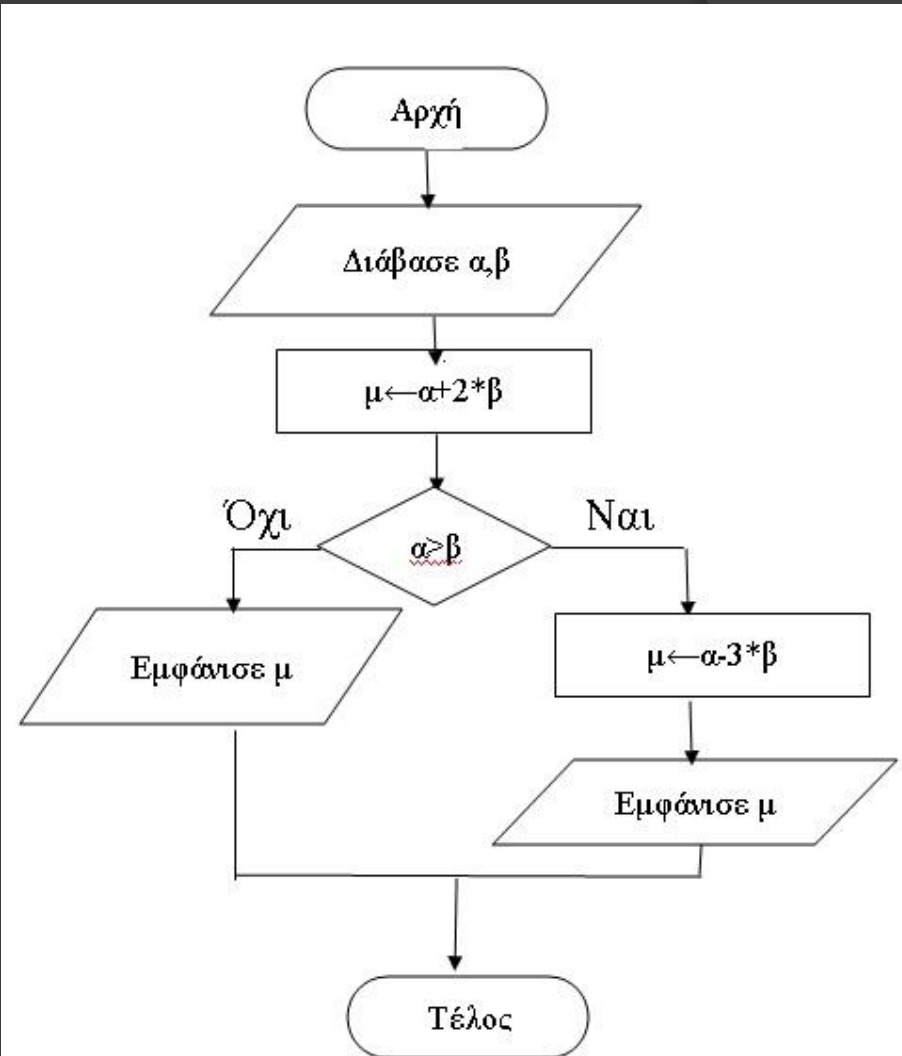 Αρχή
Διάβασε α,β
μ←α+2*β
Όχι
Ναι
α>β
Εμφάνισε μ
μ←α-3*β
Εμφάνισε μ
Τέλος